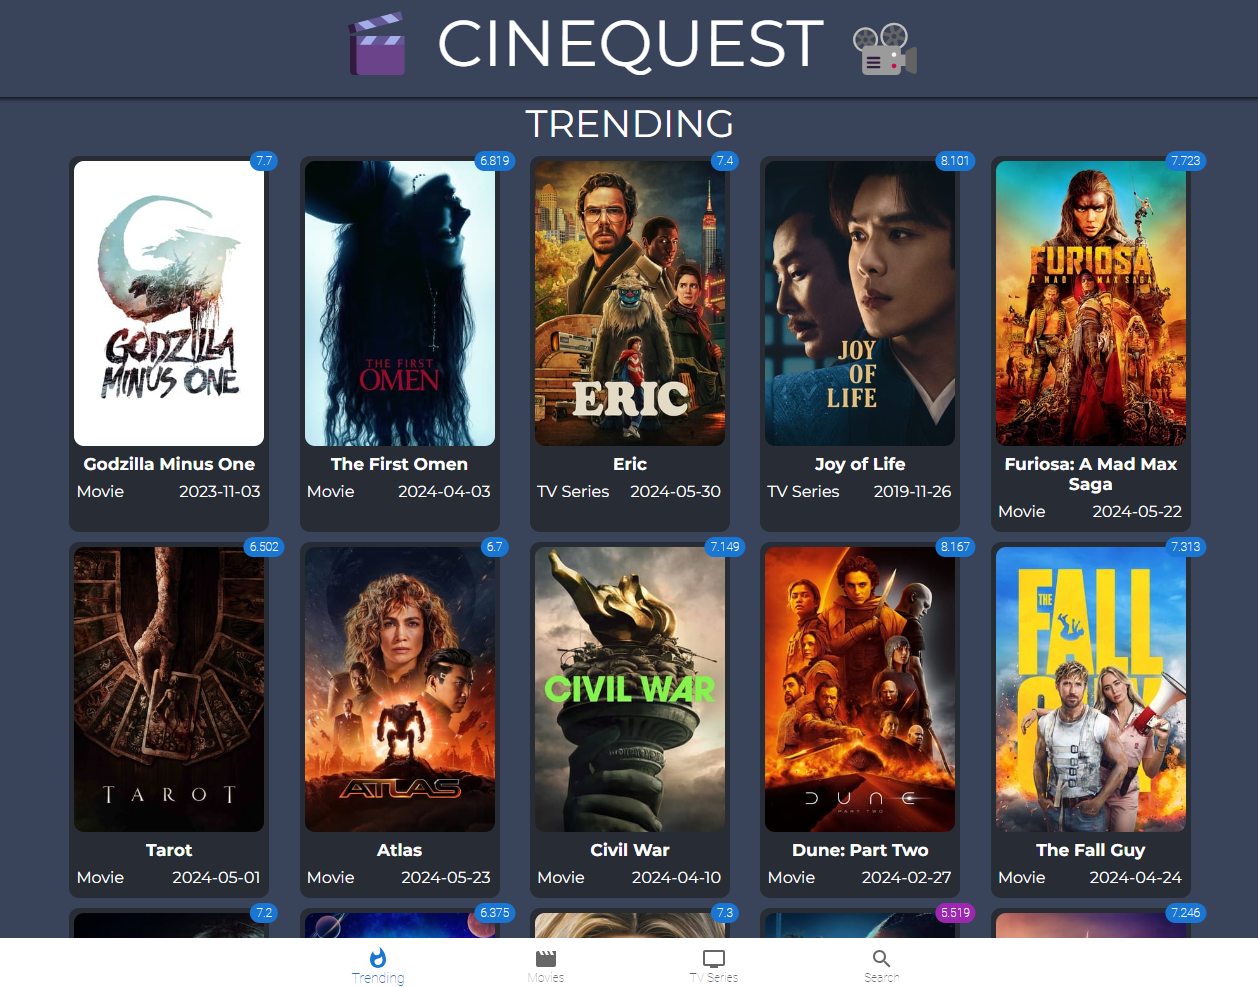 CINEQUEST
TRENDING
7.7
6.819
7.4
8.101
7.723
GODZILLA
MINUS ONE
THE FIRST
OMEN
ERIC
JOY
OF
LIFE
FURIOSA
A MAD MAX SAGA
Godzilla Minus One
The First Omen
Eric
Joy of Life
Furiosa: A Mad Max
Saga
Movie 2023-11-03
Movie 2024-04-03
TV Series 2024-05-30
TV Series 2019-11-26
Movie 2024-05-22
6.502
6.7
7.149
8.167
7.313
TAROT
ATLAS
CIVIL WAR
DUNE
PART TWO
THE
FALL
Tarot
Atlas
Civil War
Dune: Part Two
The Fall Guy
Movie 2024-05-01
Movie 2024-05-23
Movie 2024-04-10
Movie 2024-02-27
Movie 2024-04-24
7.2
6.375
7.3
5.519
7.246
Trending
Movies
TV Series
Search